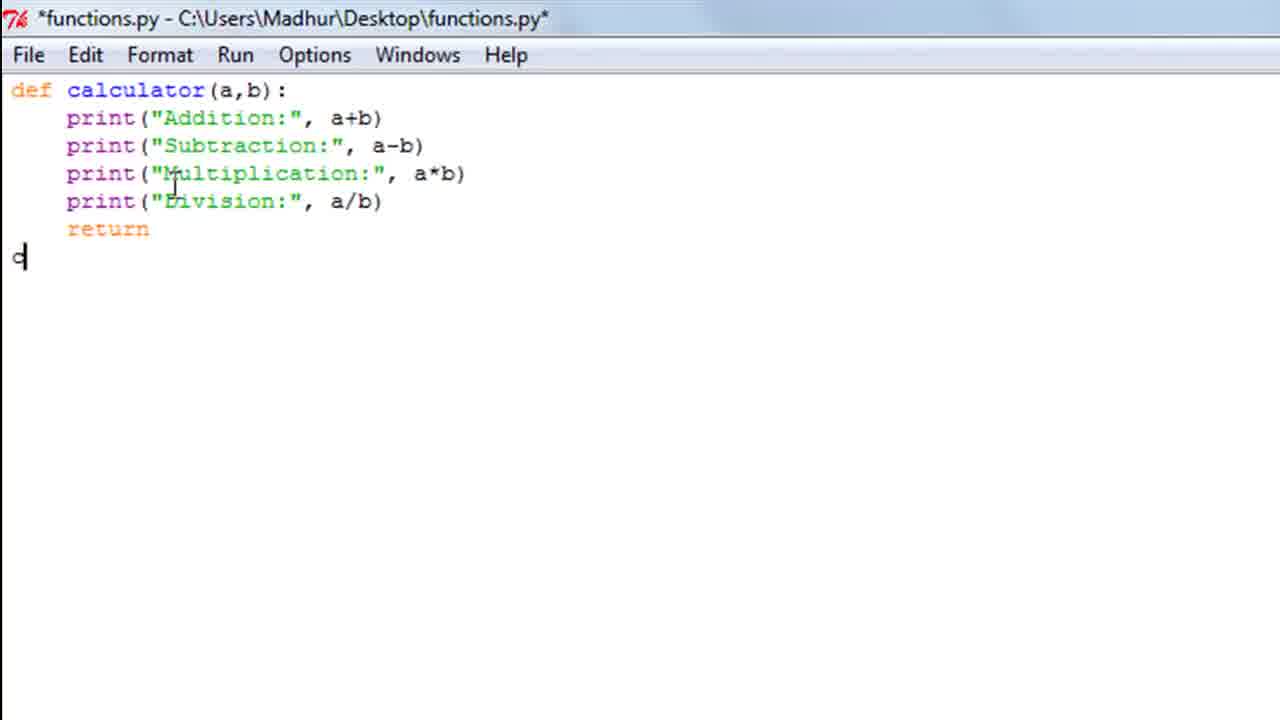 *functions.py - C:\Users\Madhur\Desktop\functions.py*
File Edit Format Run Options Windows Help
def calculator(a,b):
    print("Addition:", a+b)
    print("Subtraction:", a-b)
    print("Multiplication:", a*b)
    print("Division:", a/b)
    return
c